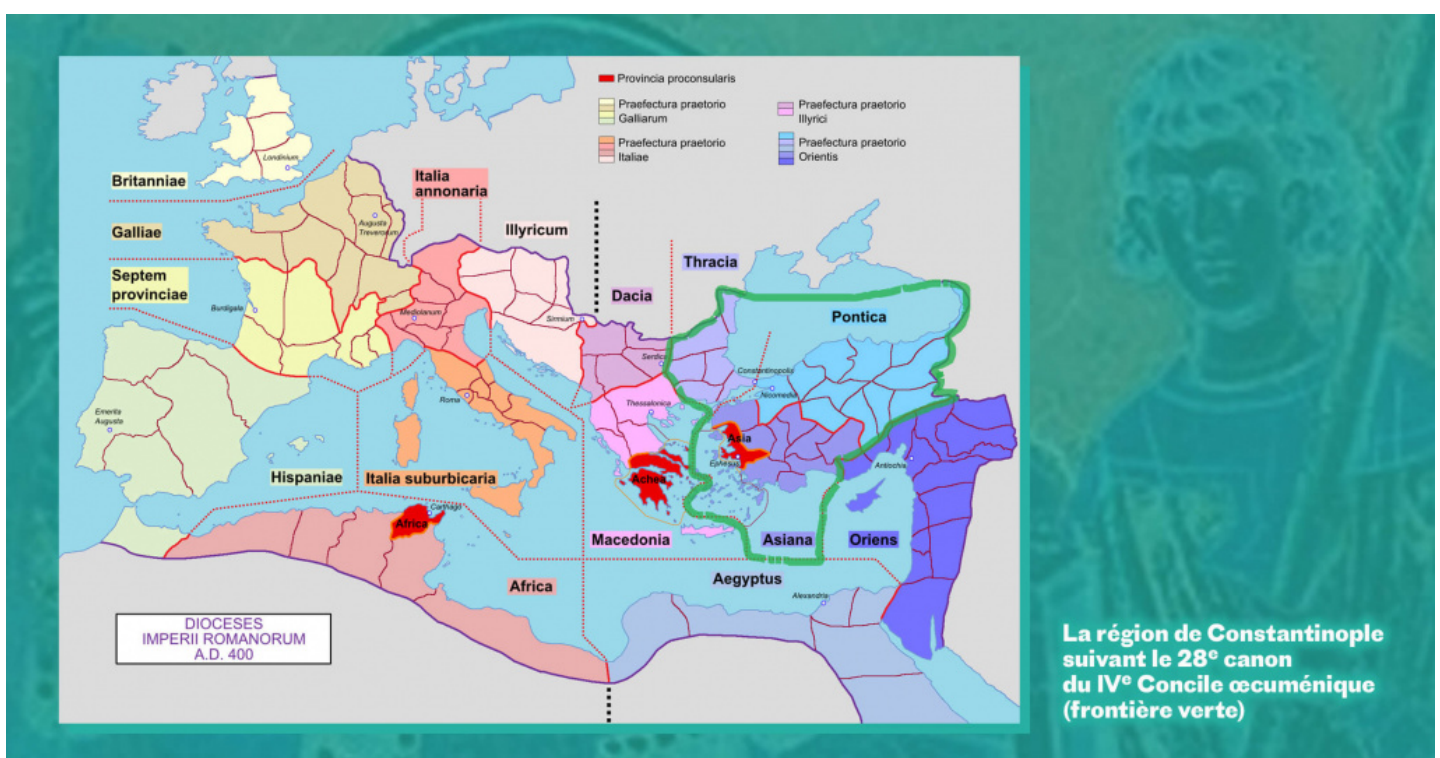 Provincia proconsularis
Praefectura praetorio
Galliarum
Praefectura praetorio
Illyrici
Praefectura praetorio
Italiae
Praefectura praetorio
Orientis
Londinium
Britanniae
Italia
annonaria
Augusta
Treverorum
Galliae
Illyricum
Thracia
Septem
provinciae
Dacia
Burdigala
Mediolanum
Sirmium
Pontica
Serdica
Constantinopolis
Nicomedia
Roma
Thessalonica
Emerita
Augusta
Asia
Ephesus
Antiochia
Hispaniae
Italia suburbicaria
Achea
Carthago
Africa
Macedonia
Asiana
Oriens
Africa
Aegyptus
Alexandria
DIOCESES
IMPERII ROMANORUM
A.D. 400
La région de Constantinople
suivant le 28e canon
du IVe Concile œcuménique
(frontière verte)